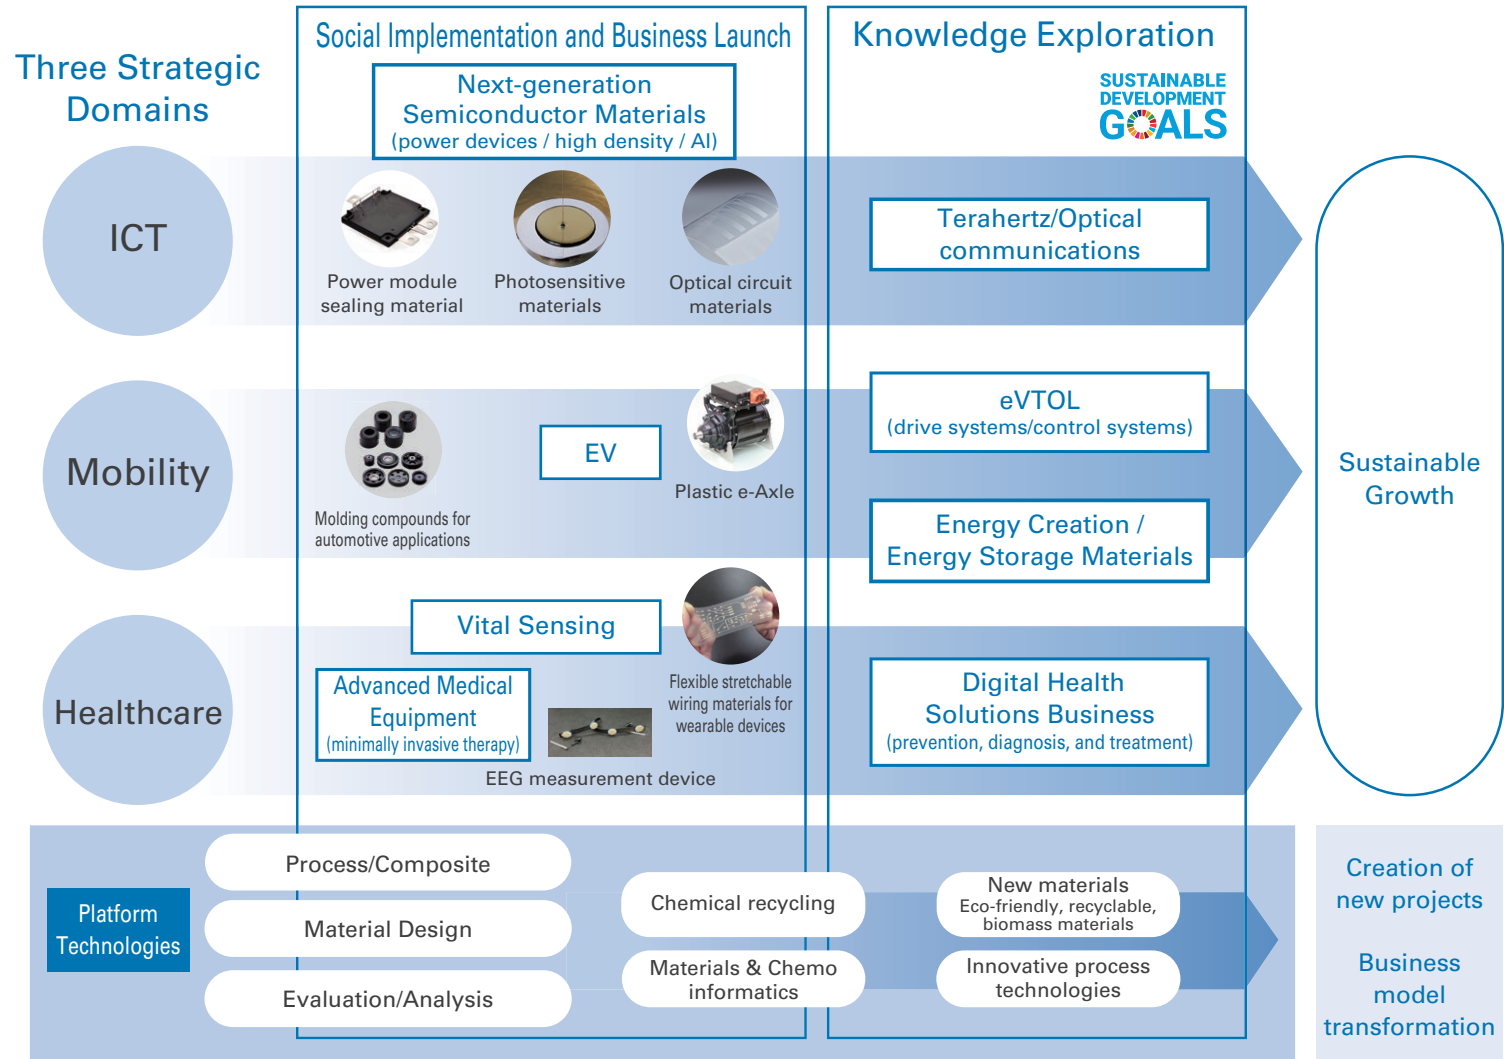 Three Strategic
Domains
Social Implementation and Business Launch
Knowledge Exploration
SUSTAINABLE
DEVELOPMENT
GOALS
Next-generation
Semiconductor Materials
(power devices / high density / AI)
ICT
Power module
sealing material
Photosensitive
materials
Optical circuit
materials
Terahertz/Optical
communications
Mobility
Molding compounds for
automotive applications
EV
Plastic e-Axle
eVTOL
(drive systems/control systems)
Energy Creation /
Energy Storage Materials
Healthcare
Vital Sensing
Advanced Medical
Equipment
(minimally invasive therapy)
EEG measurement device
Flexible stretchable
wiring materials for
wearable devices
Digital Health
Solutions Business
(prevention, diagnosis, and treatment)
Sustainable
Growth
Platform
Technologies
Process/Composite
Material Design
Evaluation/Analysis
Chemical recycling
Materials & Chemo
informatics
New materials
Eco-friendly, recyclable,
biomass materials
Innovative process
technologies
Creation of
new projects
Business
model
transformation